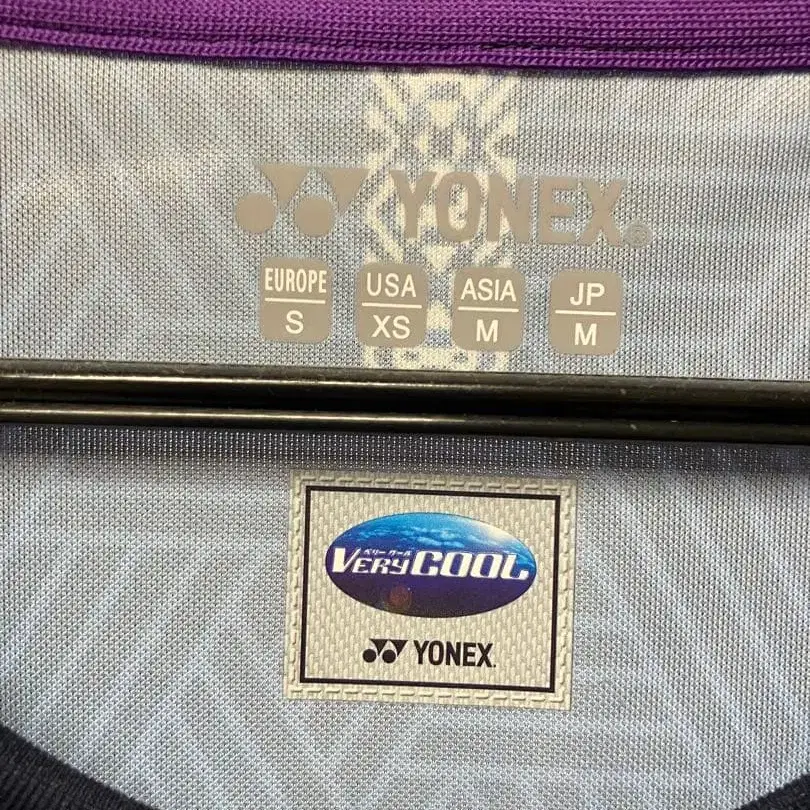 YONEX®
EUROPE
S
USA
XS
ASIA
M
JP
M
ベリー クール
VERYCOOL
YONEX.